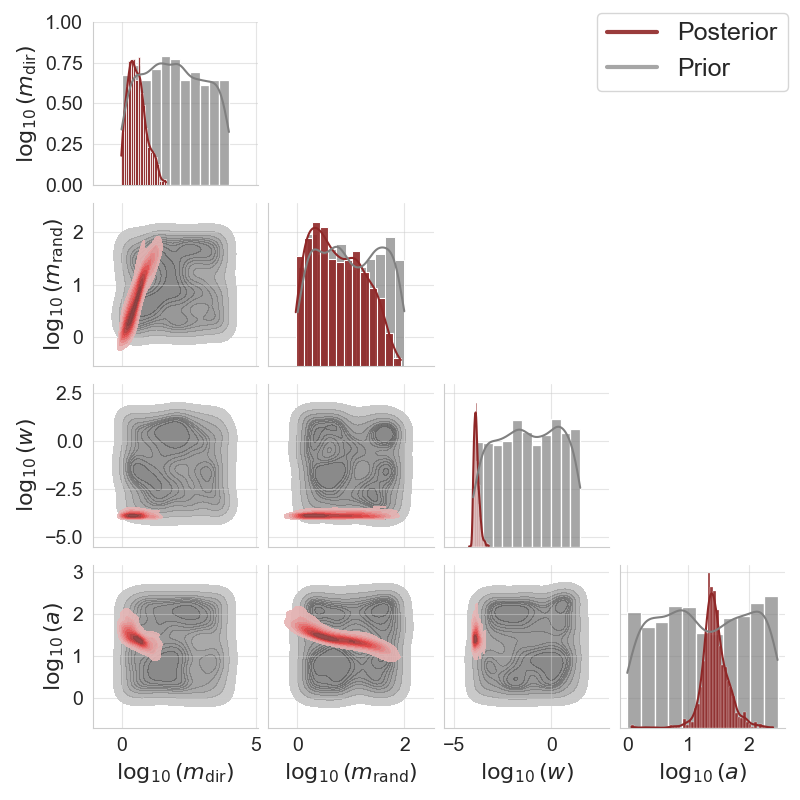 Posterior
Prior
1.00
0.75
0.50
0.25
0.00
log10 (mdir)
2
1
0
log10 (mrand)
2.5
0.0
−2.5
−5.0
log10 (w)
3
2
1
0
log10 (a)
0 5
0 2
−5 0
0 1 2
log10 (mdir)
log10 (mrand)
log10 (w)
log10 (a)